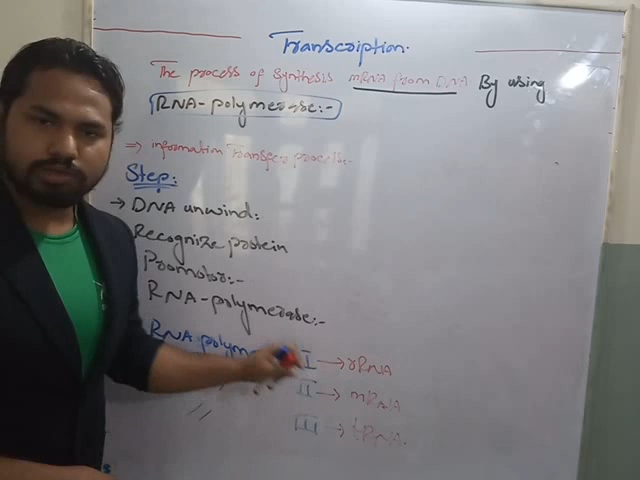 Transcription.
The process of synthesis mRNA from DNA. By using
RNA-polymerase:-
⇒ information Transfer process:-
Step:
→ DNA unwind:
Recognize protein
Promotor:-
RNA-polymerase:-
RNA polyme
I → rRNA
II → mRNA
III → tRNA.